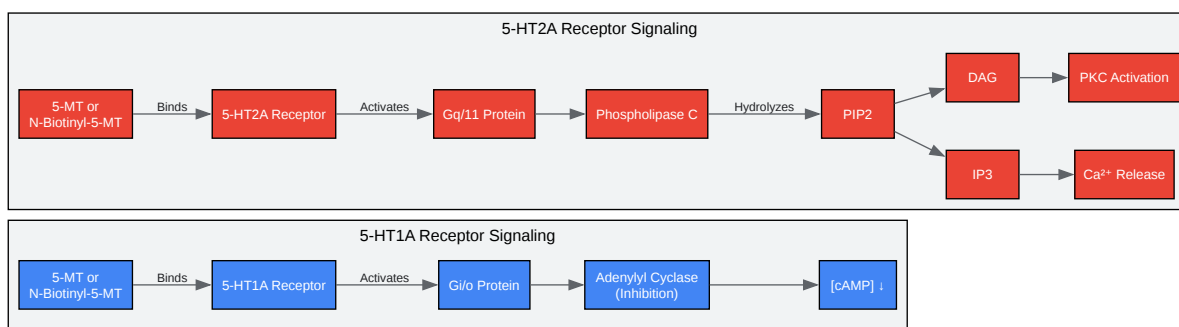 5-HT2A Receptor Signaling
5-MT or
N-Biotinyl-5-MT
Binds
5-HT2A Receptor
Activates
Gq/11 Protein
Phospholipase C
Hydrolyzes
PIP2
DAG
PKC Activation
IP3
Ca²⁺ Release
5-HT1A Receptor Signaling
5-MT or
N-Biotinyl-5-MT
Binds
5-HT1A Receptor
Activates
Gi/o Protein
Adenylyl Cyclase
(Inhibition)
[cAMP] ↓